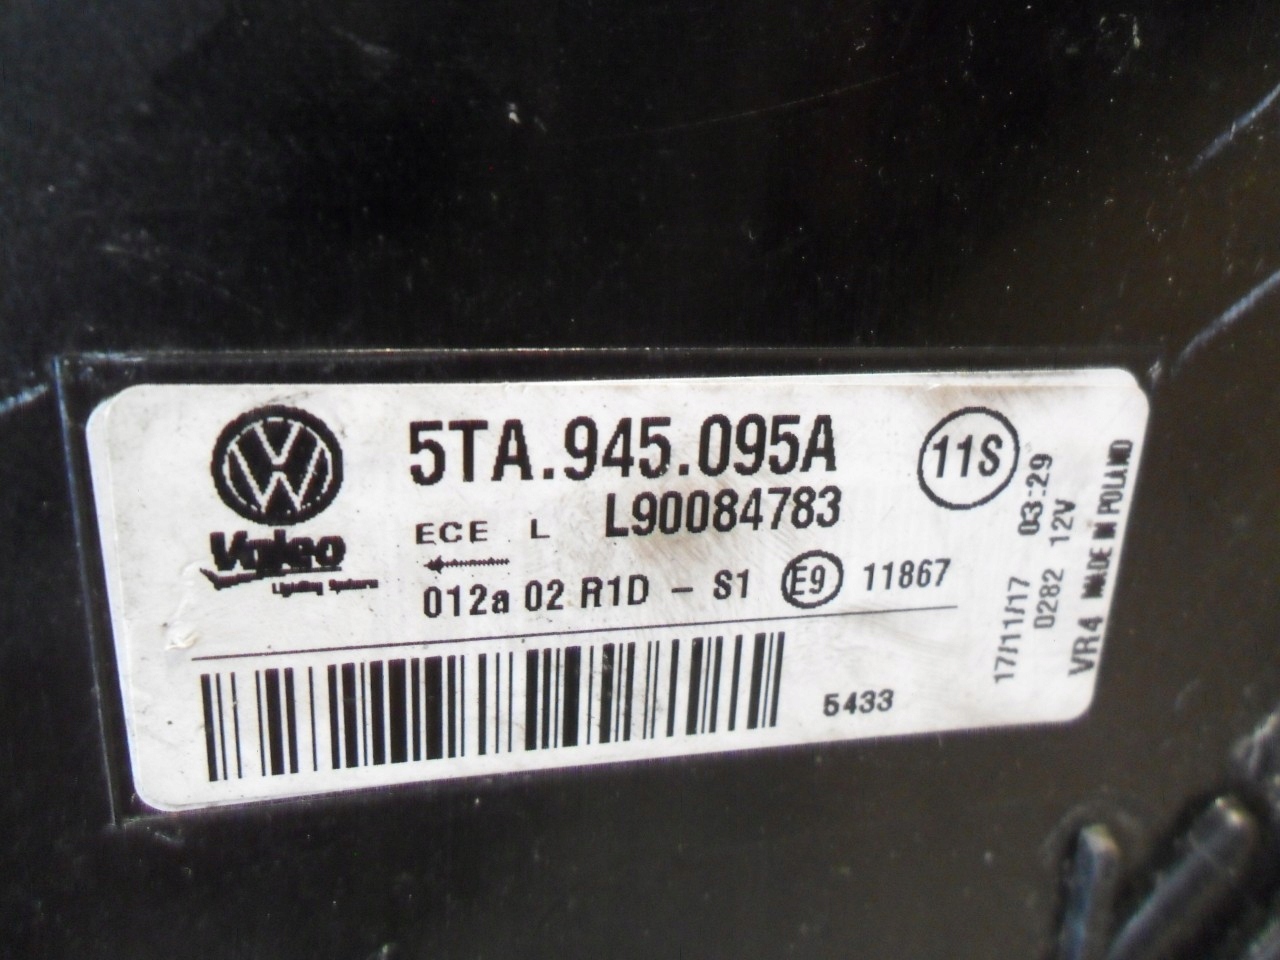 5TA.945.095A
11S
ECE L L90084783
Valeo
Lighting Systems
012a 02 R1D - S1 E9 11867
5433
17/11/17 03:29
0282 12V
VR4 MADE IN POLAND